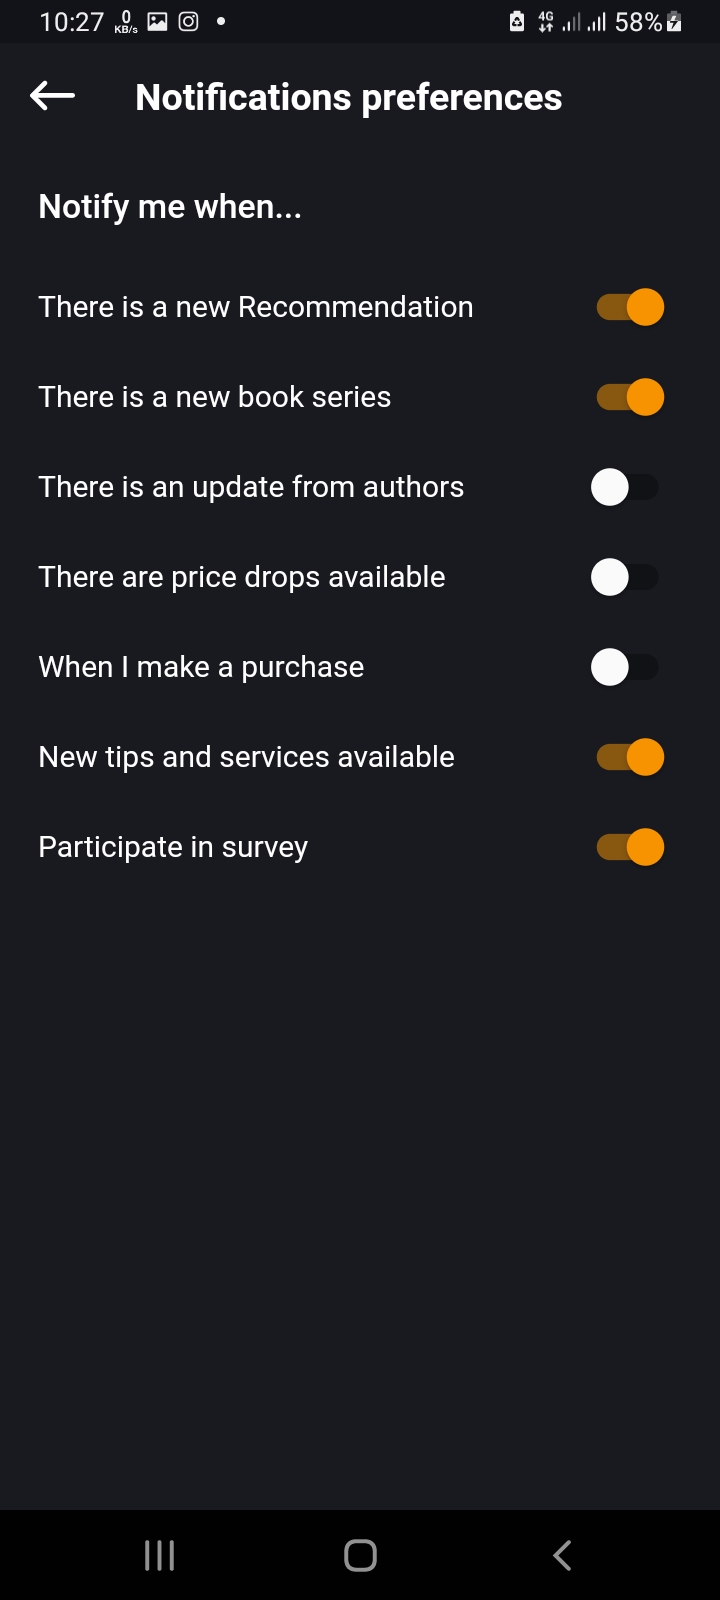 10:27 0 KB/s 4G 58%
Notifications preferences
Notify me when...
There is a new Recommendation
There is a new book series
There is an update from authors
There are price drops available
When I make a purchase
New tips and services available
Participate in survey